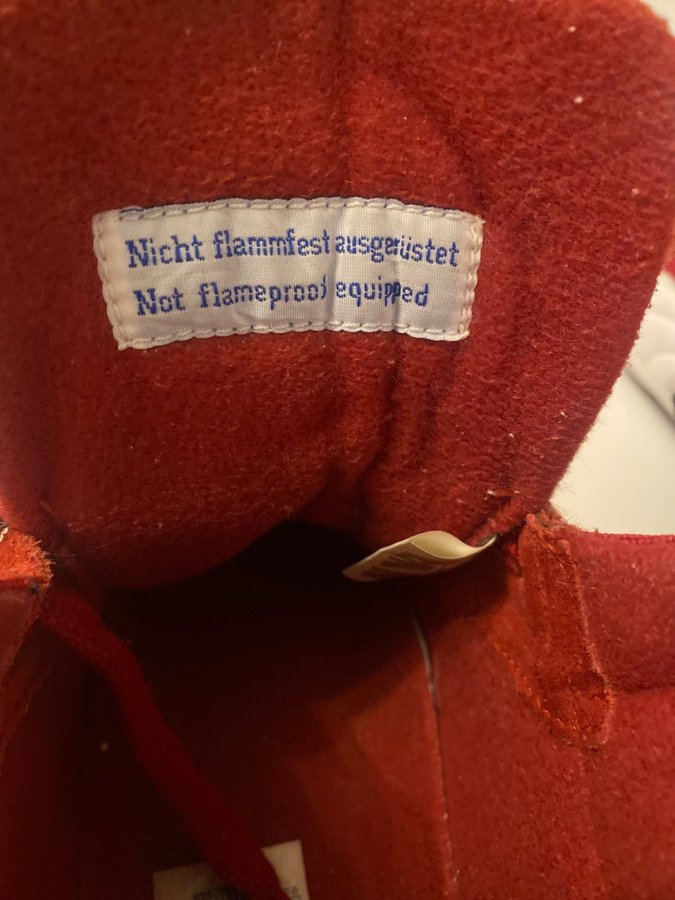 Nicht flammfest ausgerüstet
Not flameproof equipped